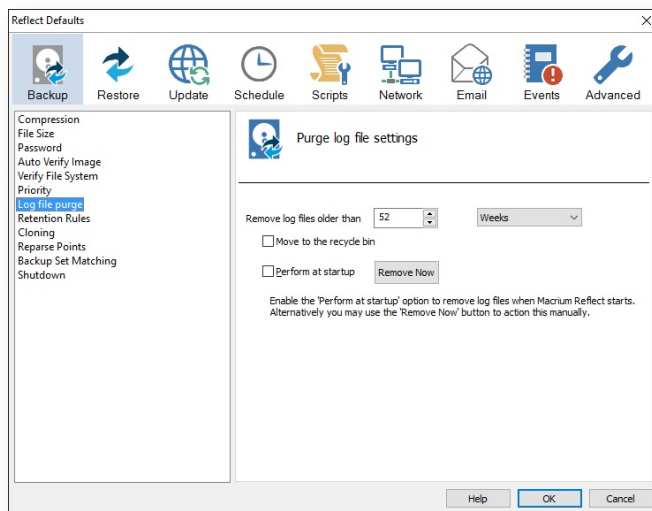 Reflect Defaults
Backup
Restore
Update
Schedule
Scripts
Network
Email
Events
Advanced
Compression
File Size
Password
Auto Verify Image
Verify File System
Priority
Log file purge
Retention Rules
Cloning
Reparse Points
Backup Set Matching
Shutdown
Purge log file settings
Remove log files older than 52 Weeks
Move to the recycle bin
Perform at startup Remove Now
Enable the 'Perform at startup' option to remove log files when Macrium Reflect starts.
Alternatively you may use the 'Remove Now' button to action this manually.
Help OK Cancel